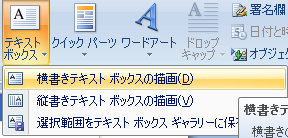 テキスト
ボックス▼
クイック パーツ
▼
ワードアート
▼
ドロップ
キャップ▼
署名欄
日付と時
オブジェ
横書きテキスト ボックスの描画(D)
縦書きテキスト ボックスの描画(V)
選択範囲をテキスト ボックス ギャラリーに保
横書きテキ
横書き